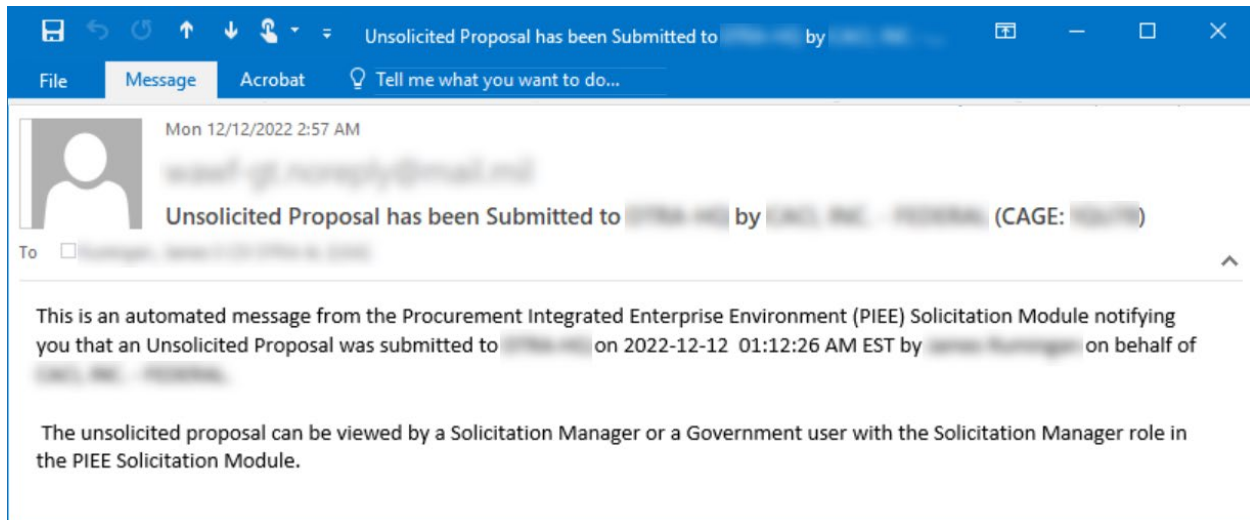 Unsolicited Proposal has been Submitted to by
File Message Acrobat Tell me what you want to do...
Mon 12/12/2022 2:57 AM
Unsolicited Proposal has been Submitted to by (CAGE: )
To
This is an automated message from the Procurement Integrated Enterprise Environment (PIEE) Solicitation Module notifying
you that an Unsolicited Proposal was submitted to on 2022-12-12 01:12:26 AM EST by on behalf of
The unsolicited proposal can be viewed by a Solicitation Manager or a Government user with the Solicitation Manager role in
the PIEE Solicitation Module.